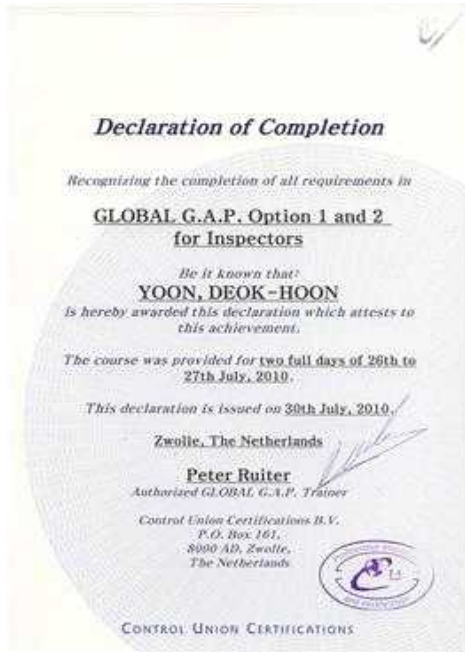 Declaration of Completion
Recognizing the completion of all requirements in
GLOBAL G.A.P. Option 1 and 2
for Inspectors
Be it known that:
YOON, DEOK-HOON
is hereby awarded this declaration which attests to
this achievement.
The course was provided for two full days of 26th to
27th July, 2010.
This declaration is issued on 30th July, 2010.
Zwolle, The Netherlands
Peter Ruiter
Authorized GLOBAL G.A.P. Trainer
Control Union Certifications B.V.
P.O. Box 161,
8000 AD, Zwolle,
The Netherlands
CONTROL UNION CERTIFICATIONS